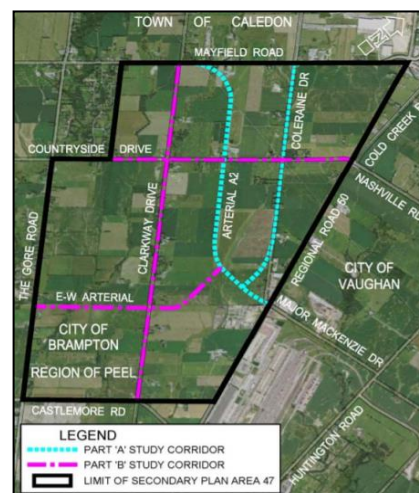 TOWN OF CALEDON
MAYFIELD ROAD
COLERAINE DR
COLD CREEK
COUNTRYSIDE DRIVE
NASHVILLE RD
CLARKWAY DRIVE
ARTERIAL A2
REGIONAL ROAD 50
THE GORE ROAD
CITY OF
VAUGHAN
E-W ARTERIAL
MAJOR MACKENZIE DR
CITY OF
BRAMPTON
REGION OF PEEL
HUNTINGTON ROAD
CASTLEMORE RD
LEGEND
PART 'A' STUDY CORRIDOR
PART 'B' STUDY CORRIDOR
LIMIT OF SECONDARY PLAN AREA 47